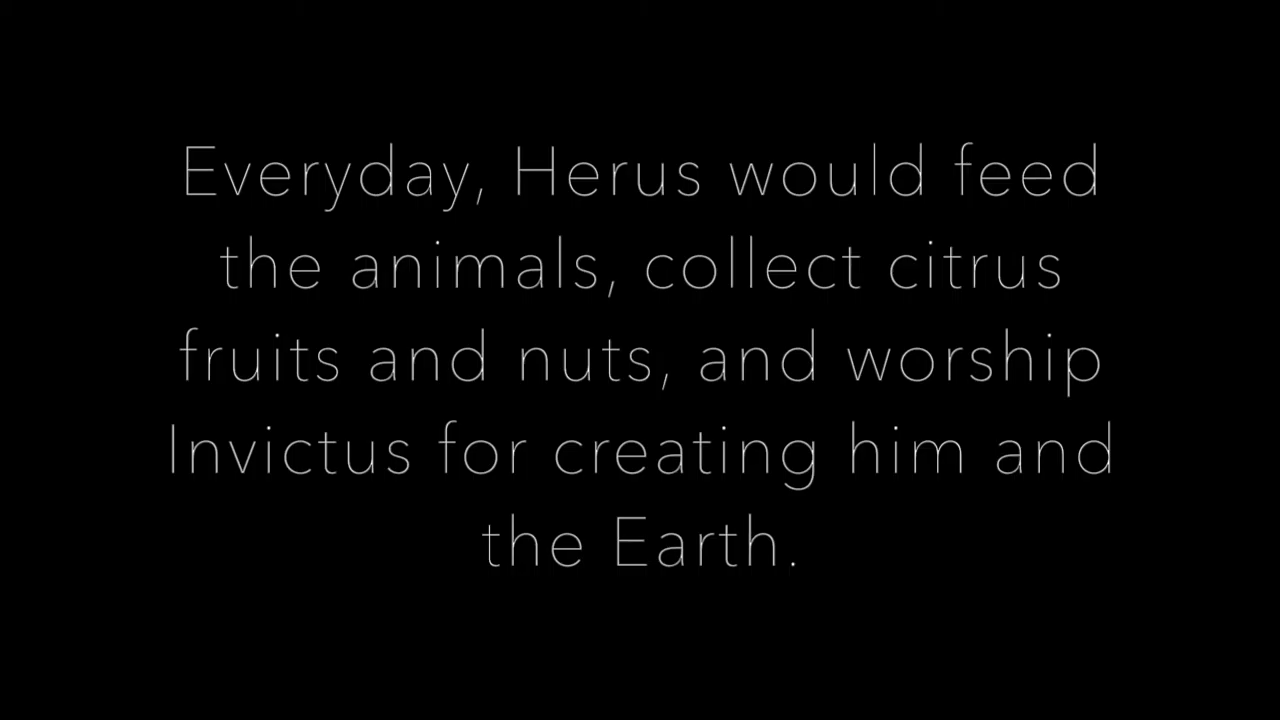 Everyday, Herus would feed
the animals, collect citrus
fruits and nuts, and worship
Invictus for creating him and
the Earth.